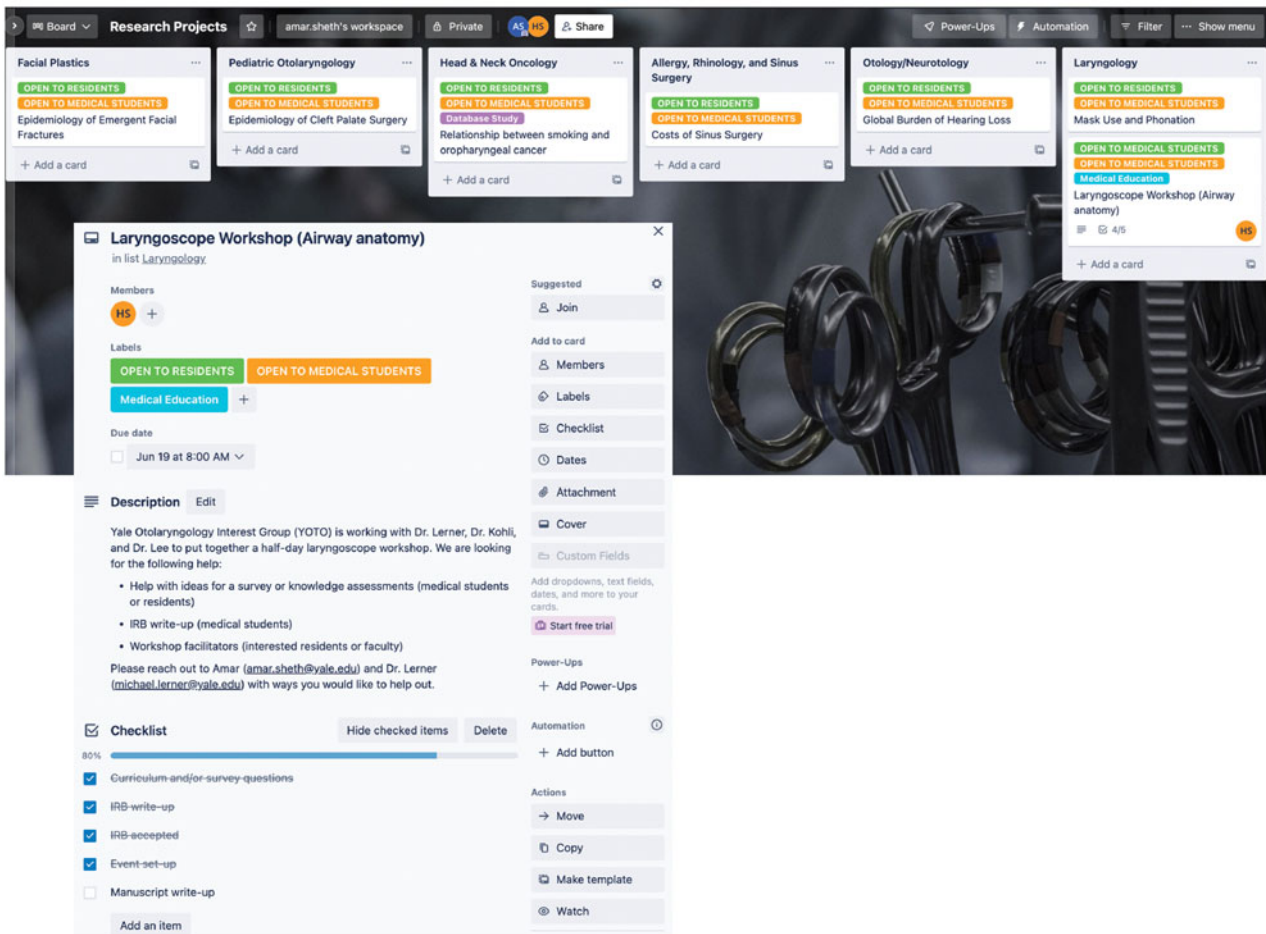 Board
Research Projects
amar.sheth's workspace
Private
AS
HS
Share
Power-Ups
Automation
Filter
Show menu
Facial Plastics
OPEN TO RESIDENTS
OPEN TO MEDICAL STUDENTS
Epidemiology of Emergent Facial
Fractures
+ Add a card
Pediatric Otolaryngology
OPEN TO RESIDENTS
OPEN TO MEDICAL STUDENTS
Epidemiology of Cleft Palate Surgery
+ Add a card
Head & Neck Oncology
OPEN TO RESIDENTS
OPEN TO MEDICAL STUDENTS
Database Study
Relationship between smoking and
oropharyngeal cancer
+ Add a card
Allergy, Rhinology, and Sinus
Surgery
OPEN TO RESIDENTS
OPEN TO MEDICAL STUDENTS
Costs of Sinus Surgery
+ Add a card
Otology/Neurotology
OPEN TO RESIDENTS
OPEN TO MEDICAL STUDENTS
Global Burden of Hearing Loss
+ Add a card
Laryngology
OPEN TO RESIDENTS
OPEN TO MEDICAL STUDENTS
Mask Use and Phonation
OPEN TO RESIDENTS
OPEN TO MEDICAL STUDENTS
Medical Education
Laryngoscope Workshop (Airway
anatomy)
4/5
HS
+ Add a card
Laryngoscope Workshop (Airway anatomy)
in list Laryngology
Members
HS
+
Labels
OPEN TO RESIDENTS
OPEN TO MEDICAL STUDENTS
Medical Education
+
Due date
Jun 19 at 8:00 AM
Description
Edit
Yale Otolaryngology Interest Group (YOTO) is working with Dr. Lerner, Dr. Kohli,
and Dr. Lee to put together a half-day laryngoscope workshop. We are looking
for the following help:
• Help with ideas for a survey or knowledge assessments (medical students
or residents)
• IRB write-up (medical students)
• Workshop facilitators (interested residents or faculty)
Please reach out to Amar (amar.sheth@yale.edu) and Dr. Lerner
(michael.lerner@yale.edu) with ways you would like to help out.
Checklist
Hide checked items
Delete
80%
Curriculum and/or survey questions
IRB write-up
IRB accepted
Event set-up
Manuscript write-up
Add an item
Suggested
Join
Add to card
Members
Labels
Checklist
Dates
Attachment
Cover
Custom Fields
Add dropdowns, text fields,
dates, and more to your
cards.
Start free trial
Power-Ups
+ Add Power-Ups
Automation
+ Add button
Actions
Move
Copy
Make template
Watch